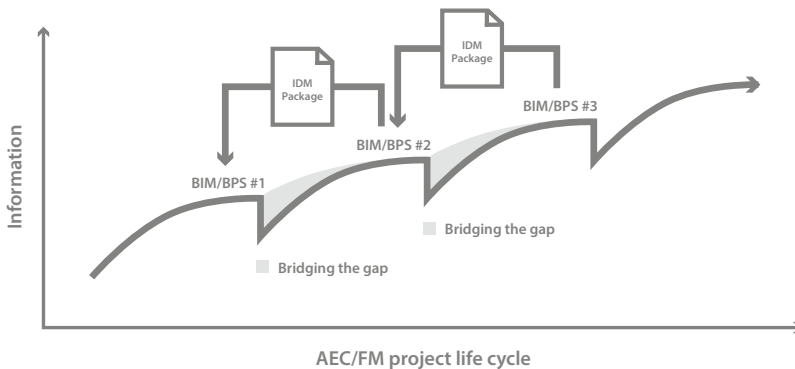 IDM
Package
IDM
Package
BIM/BPS #3
BIM/BPS #2
BIM/BPS #1
Bridging the gap
Bridging the gap
Information
AEC/FM project life cycle